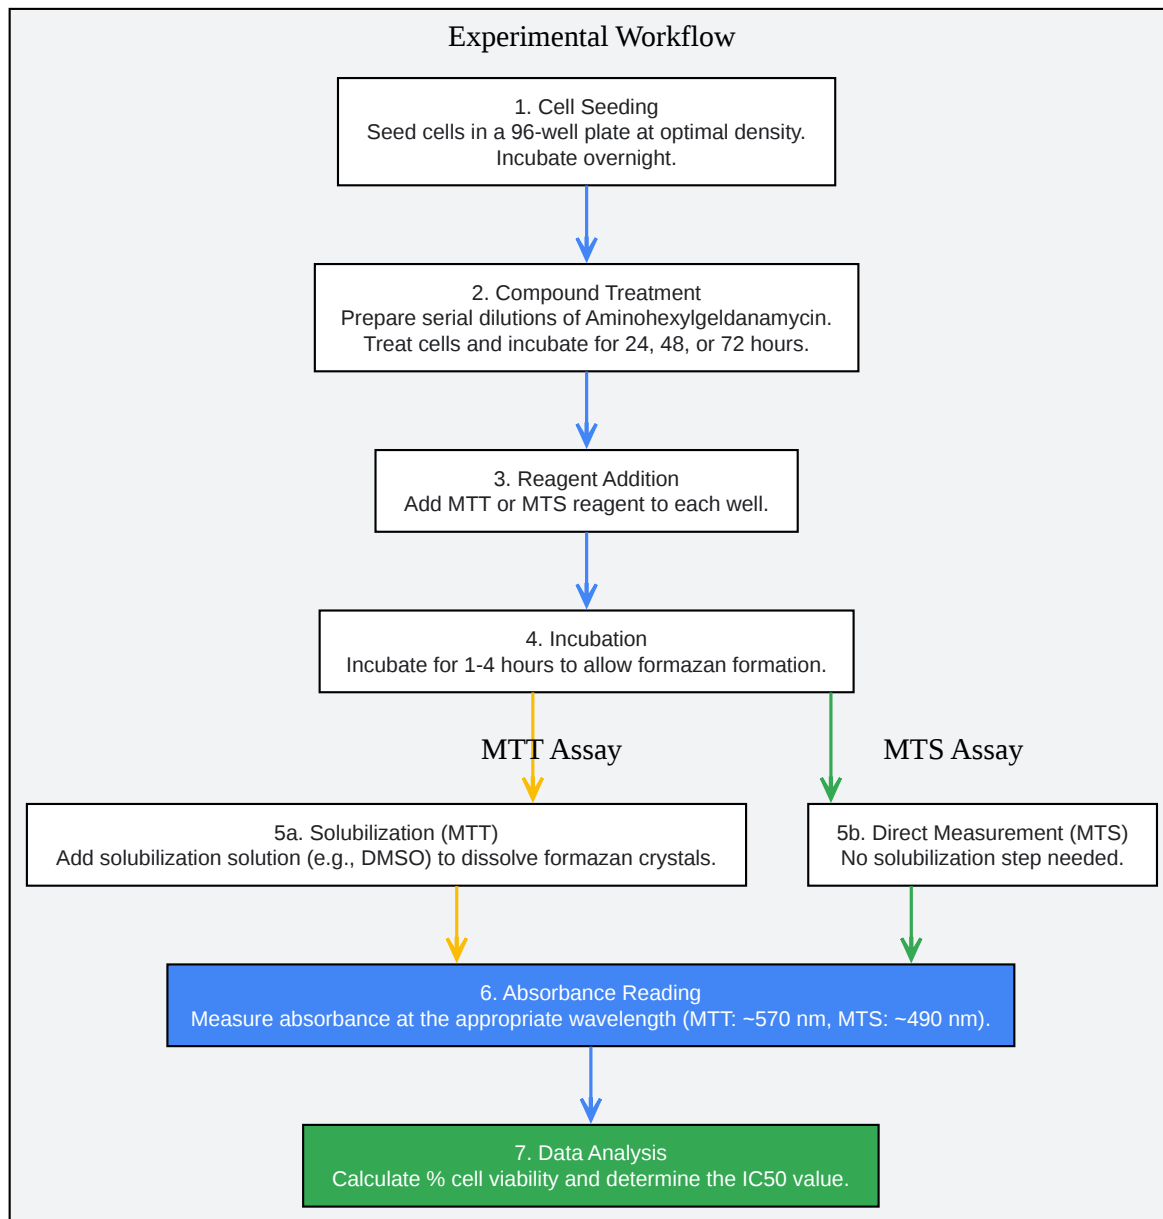 Experimental Workflow
1. Cell Seeding
Seed cells in a 96-well plate at optimal density.
Incubate overnight.
2. Compound Treatment
Prepare serial dilutions of Aminohexylgeldanamycin.
Treat cells and incubate for 24, 48, or 72 hours.
3. Reagent Addition
Add MTT or MTS reagent to each well.
4. Incubation
Incubate for 1-4 hours to allow formazan formation.
MTT Assay
MTS Assay
5a. Solubilization (MTT)
Add solubilization solution (e.g., DMSO) to dissolve formazan crystals.
5b. Direct Measurement (MTS)
No solubilization step needed.
6. Absorbance Reading
Measure absorbance at the appropriate wavelength (MTT: ~570 nm, MTS: ~490 nm).
7. Data Analysis
Calculate % cell viability and determine the IC50 value.